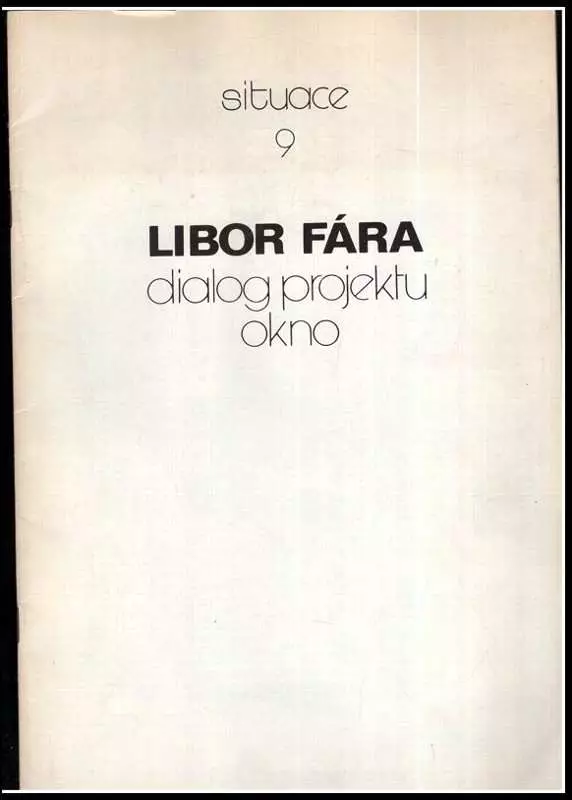 situace
9
LIBOR FÁRA
dialog projektu
okno